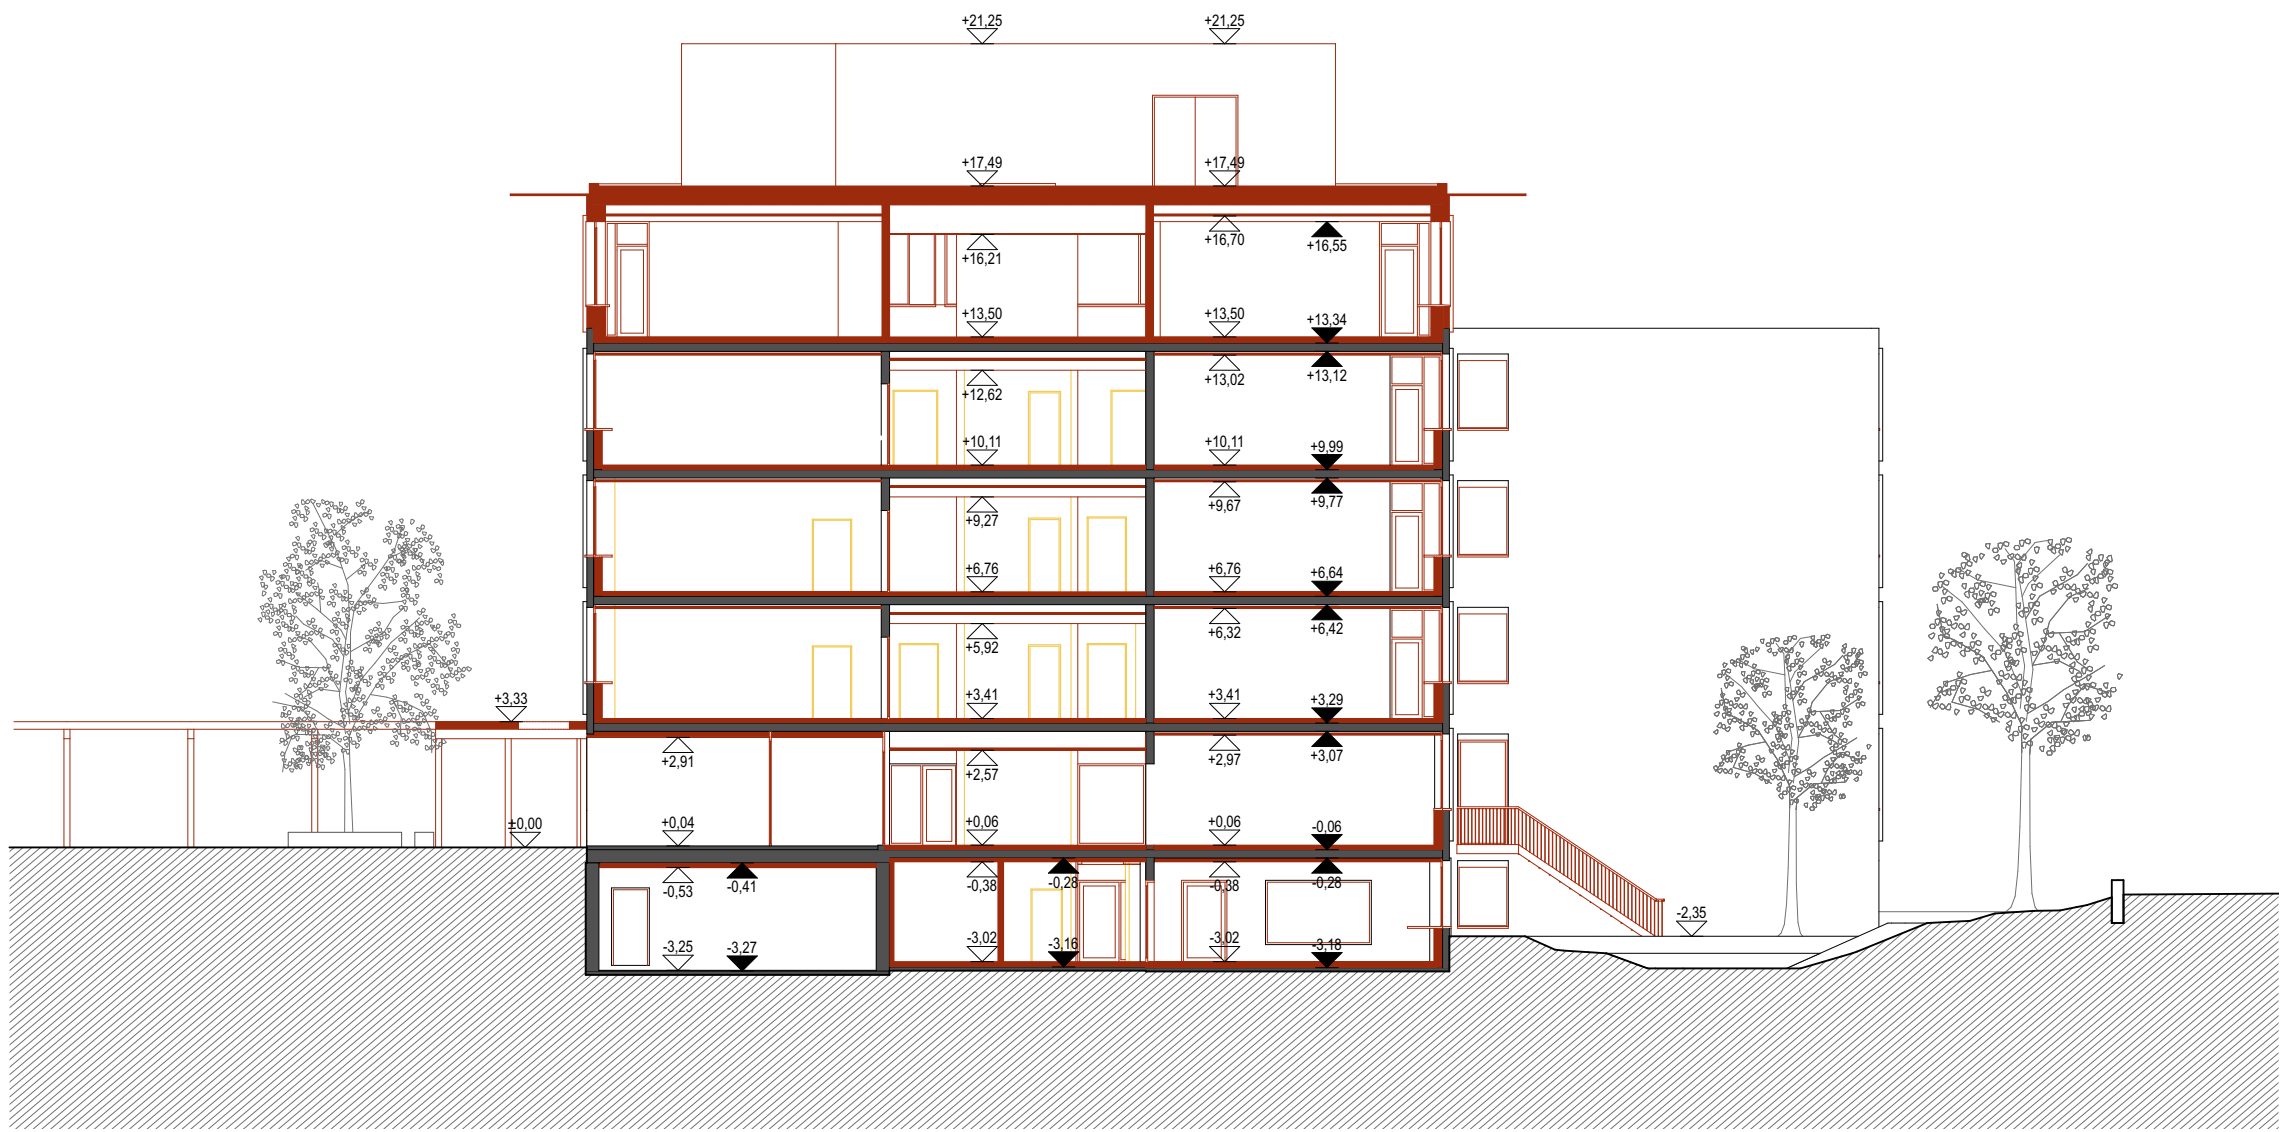 +21,25 +21,25
+17,49 +17,49
+16,70 +16,55
+16,21
+13,50 +13,50 +13,34
+13,02 +13,12
+12,62
+10,11 +10,11 +9,99
+9,67 +9,77
+9,27
+6,76 +6,76 +6,64
+6,32 +6,42
+5,92
+3,33 +3,41 +3,41 +3,29
+2,91 +2,57 +2,97 +3,07
±0,00 +0,04 +0,06 +0,06 -0,06
-0,53 -0,41 -0,38 -0,28 -0,38 -0,28
-2,35
-3,25 -3,27 -3,02 -3,16 -3,02 -3,18